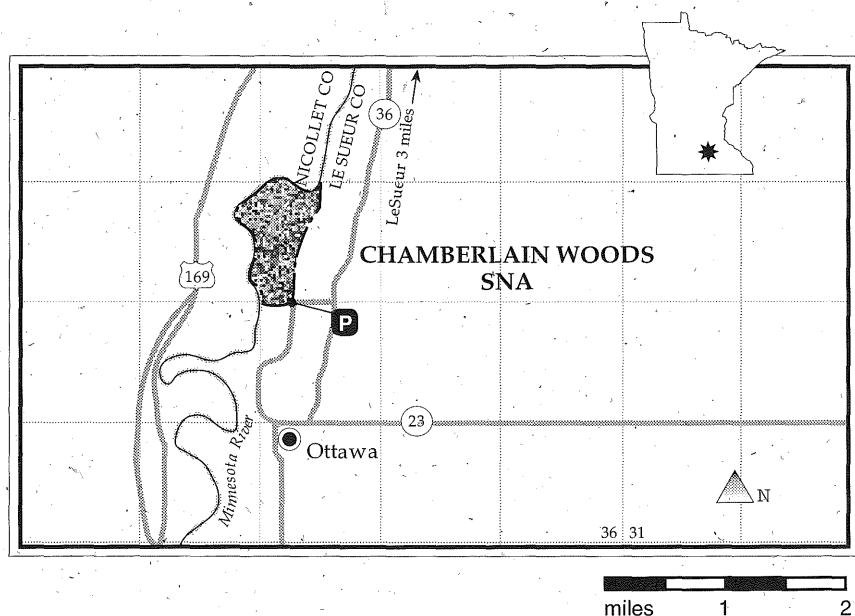 NICOLLET CO
LE SUEUR CO
36
LeSueur 3 miles
CHAMBERLAIN WOODS
SNA
169
P
23
Ottawa
Minnesota River
N
36 31
miles 1 2